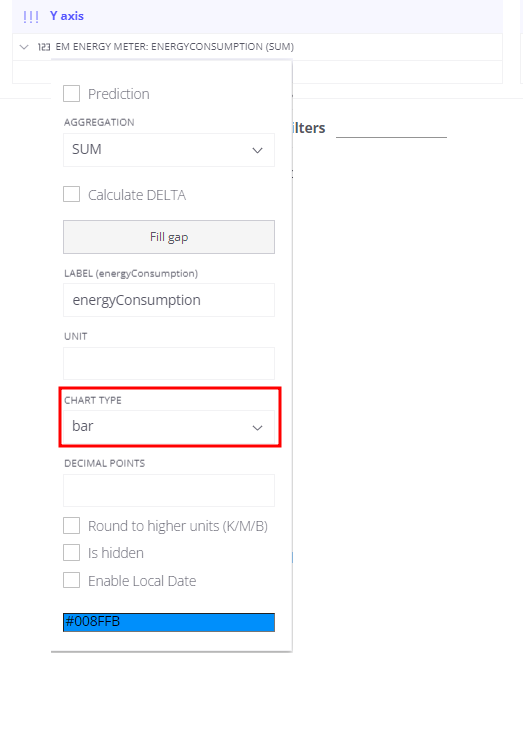 Y axis
123 EM ENERGY METER: ENERGYCONSUMPTION (SUM)
Prediction
AGGREGATION
ilters
SUM
Calculate DELTA
Fill gap
LABEL (energyConsumption)
energyConsumption
UNIT
CHART TYPE
bar
DECIMAL POINTS
Round to higher units (K/M/B)
Is hidden
Enable Local Date
#008FFB